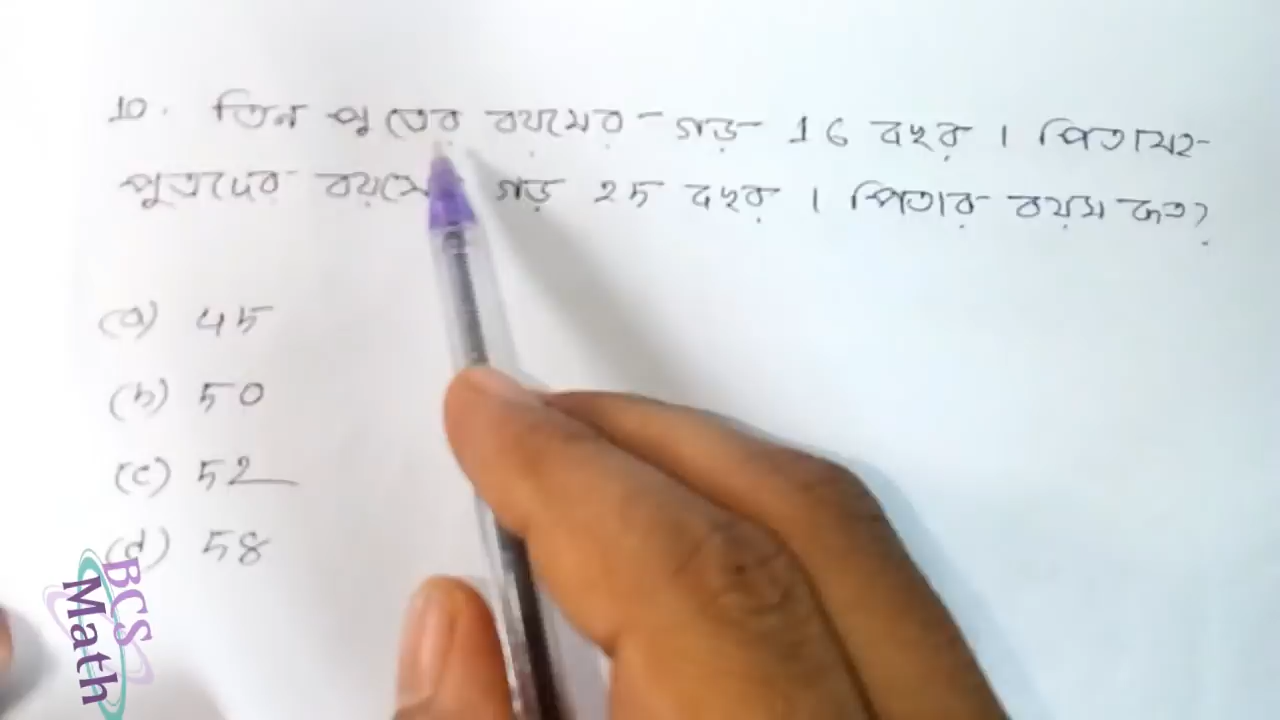 10. তিন পুত্রের বয়সের গড় 16 বছর । পিতাসহ
পুত্রদের বয়সের গড় 25 বছর । পিতার বয়স কত?
(a) 45
(b) 50
(c) 52
(d) 58
BCS
Math